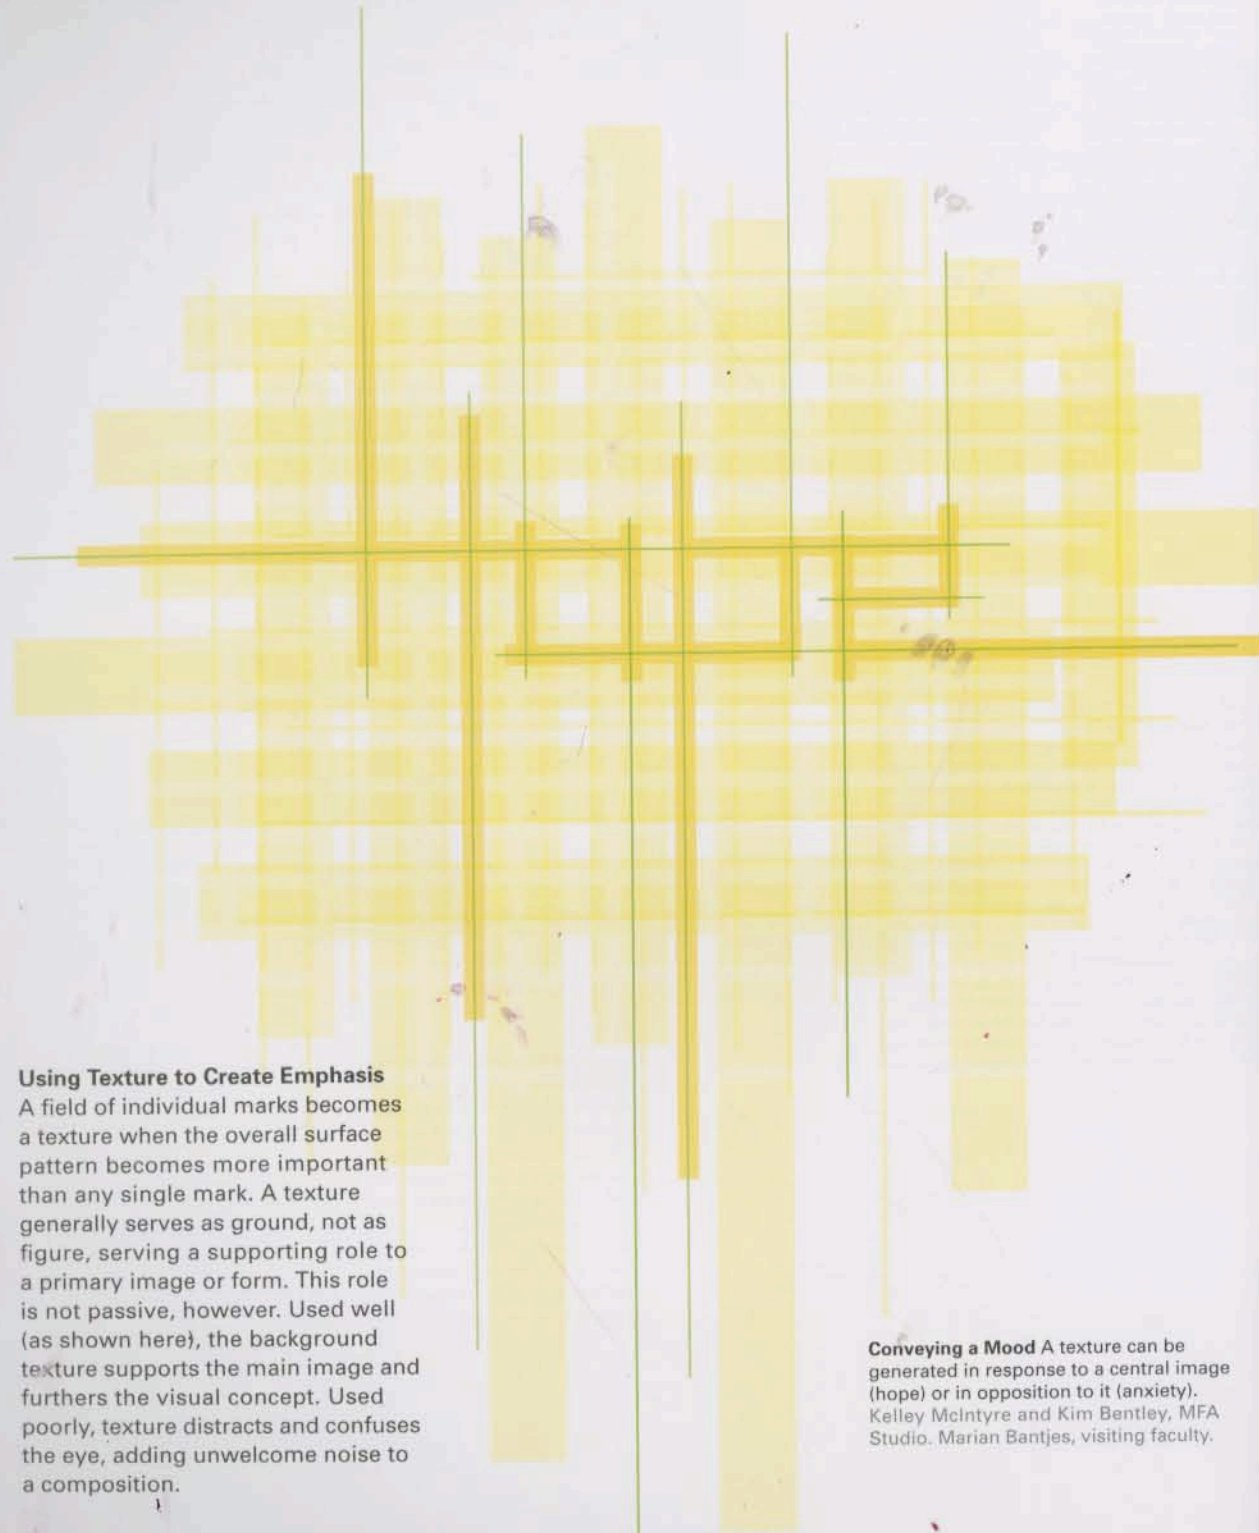 hope
Using Texture to Create Emphasis
A field of individual marks becomes
a texture when the overall surface
pattern becomes more important
than any single mark. A texture
generally serves as ground, not as
figure, serving a supporting role to
a primary image or form. This role
is not passive, however. Used well
(as shown here), the background
texture supports the main image and
furthers the visual concept. Used
poorly, texture distracts and confuses
the eye, adding unwelcome noise to
a composition.
Conveying a Mood A texture can be
generated in response to a central image
(hope) or in opposition to it (anxiety).
Kelley McIntyre and Kim Bentley, MFA
Studio. Marian Bantjes, visiting faculty.